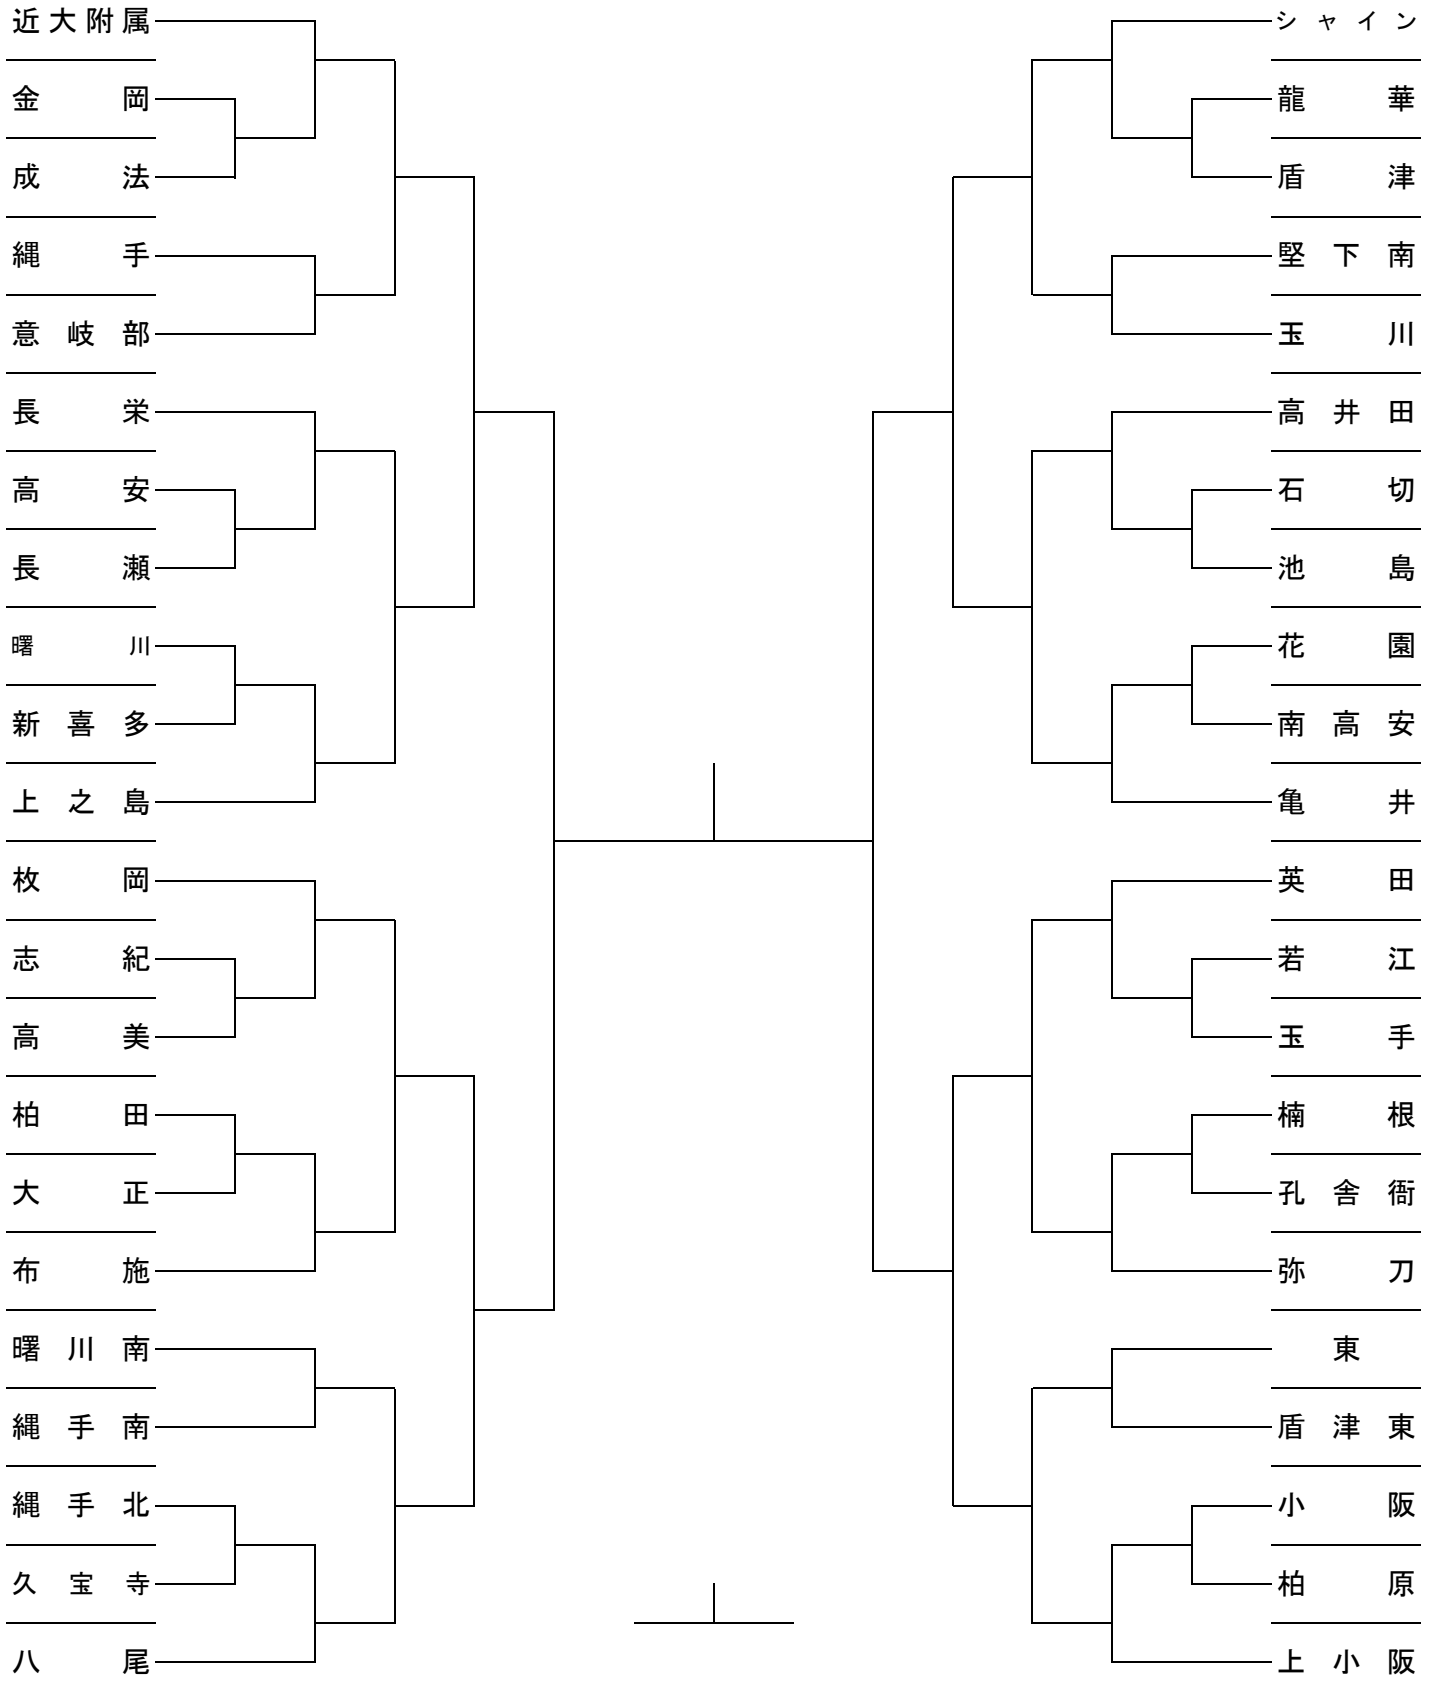 近大附属
金岡
成法
縄手
意岐部
長栄
高安
長瀬
曙川
新喜多
上之島
枚岡
志紀
高美
柏田
大正
布施
曙川南
縄手南
縄手北
久宝寺
八尾
シャイン
龍華
盾津
堅下南
玉川
高井田
石切
池島
花園
南高安
亀井
英田
若江
玉手
楠根
孔舎衙
弥刀
東
盾津東
小阪
柏原
上小阪